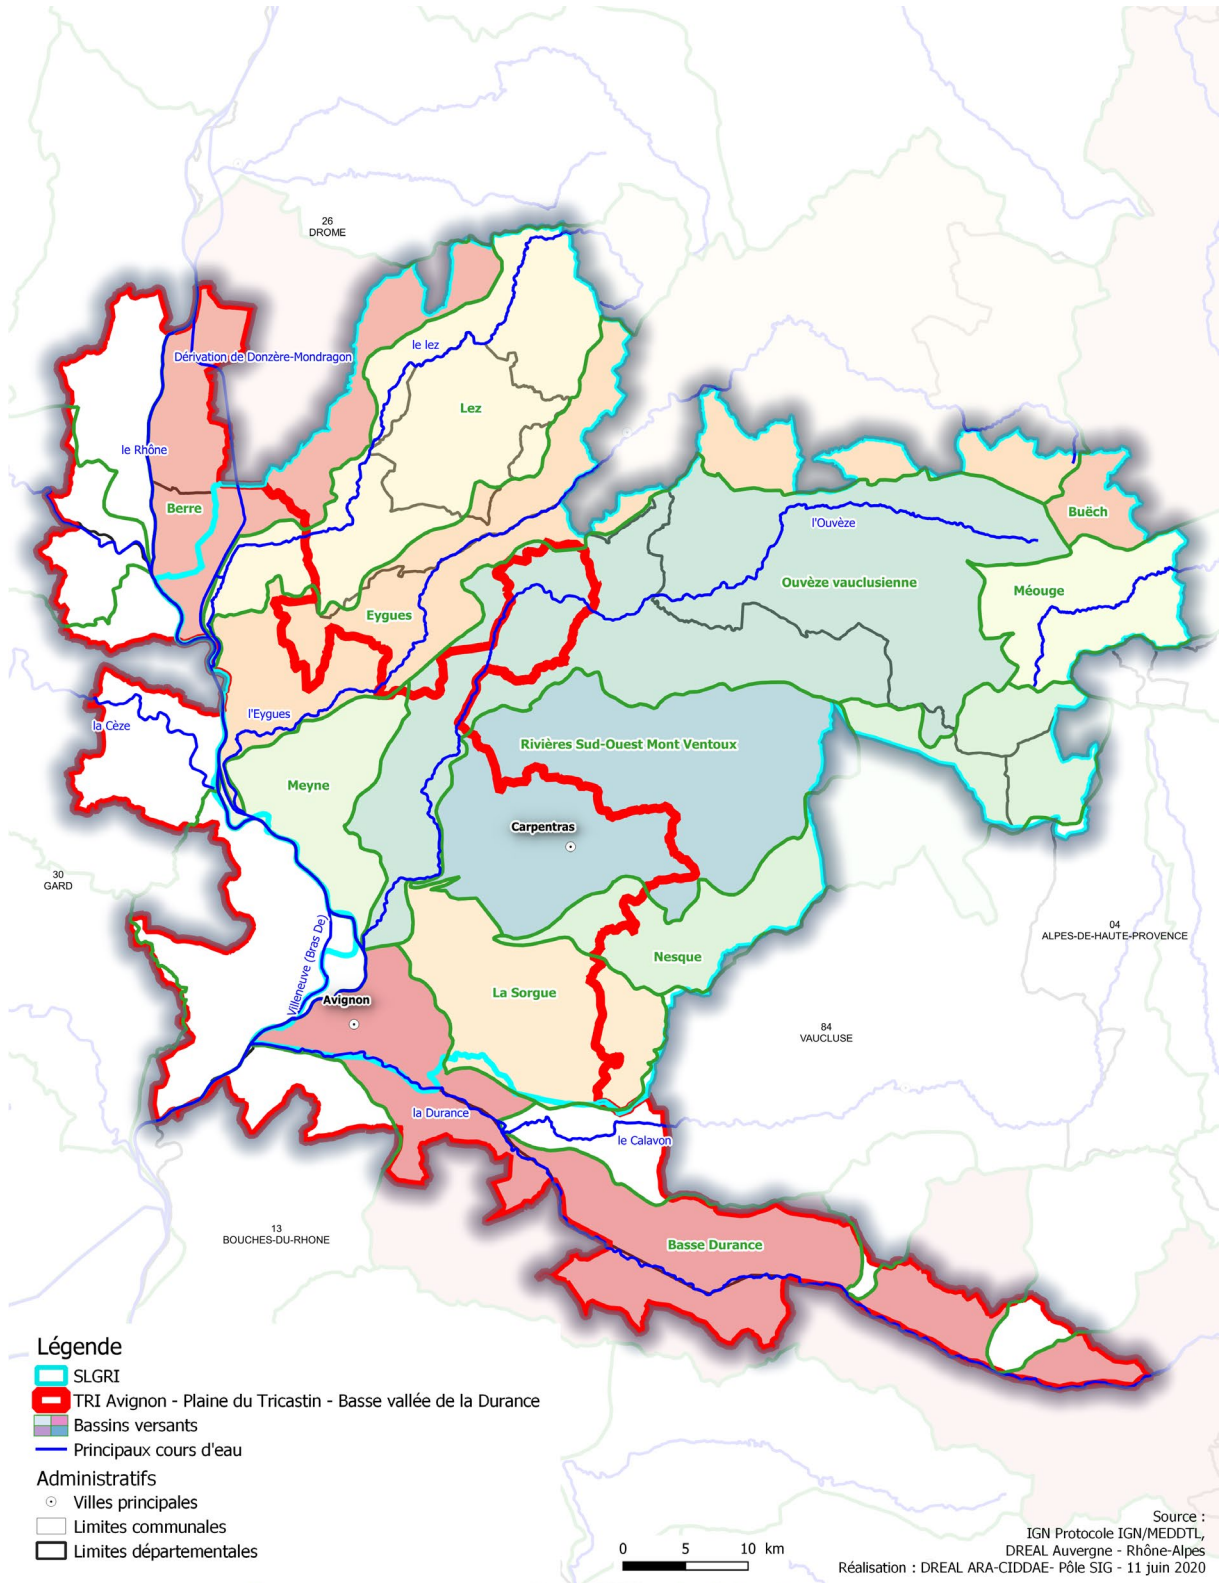 26
DROME
Dérivation de Donzère-Mondragon
le lez
Lez
le Rhône
Berre
l'Ouvèze
Buëch
Ouvèze vauclusienne
Méouge
Eygues
l'Eygues
la Cèze
Rivières Sud-Ouest Mont Ventoux
Meyne
Carpentras
30
GARD
04
ALPES-DE-HAUTE-PROVENCE
Villeneuve (Bras De)
Nesque
La Sorgue
Avignon
84
VAUCLUSE
la Durance
le Calavon
13
BOUCHES-DU-RHONE
Basse Durance
Légende
SLGRI
TRI Avignon - Plaine du Tricastin - Basse vallée de la Durance
Bassins versants
Principaux cours d'eau
Administratifs
Villes principales
Limites communales
Limites départementales
0 5 10 km
Source :
IGN Protocole IGN/MEDDTL,
DREAL Auvergne - Rhône-Alpes
Réalisation : DREAL ARA-CIDDAE- Pôle SIG - 11 juin 2020